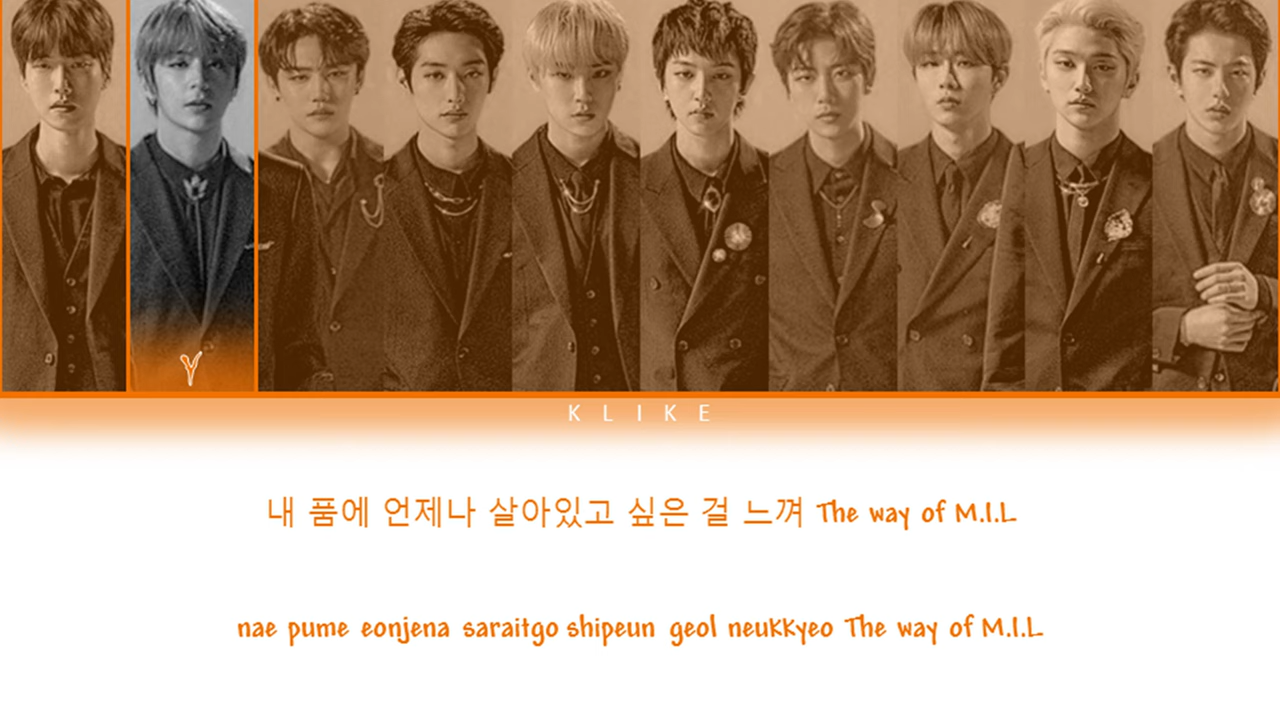 Y
K L I K E
내 품에 언제나 살아있고 싶은 걸 느껴 The way of M.I.L
nae pume eonjena saraitgo shipeun geol neukkyeo The way of M.I.L